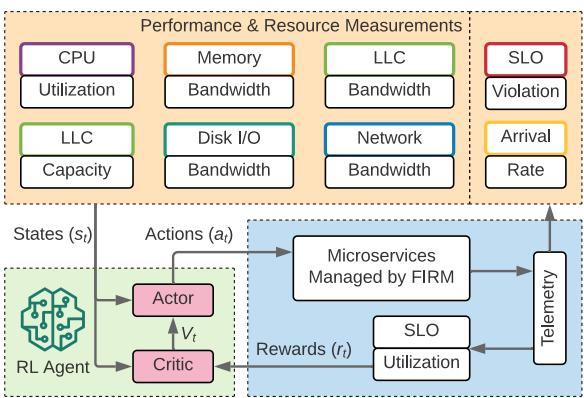 Performance & Resource Measurements
CPU
Utilization
Memory
Bandwidth
LLC
Bandwidth
SLO
Violation
LLC
Capacity
Disk I/O
Bandwidth
Network
Bandwidth
Arrival
Rate
States (sₜ)
Actions (aₜ)
Microservices
Managed by FIRM
Telemetry
Actor
Vₜ
RL Agent
Critic
Rewards (rₜ)
SLO
Utilization